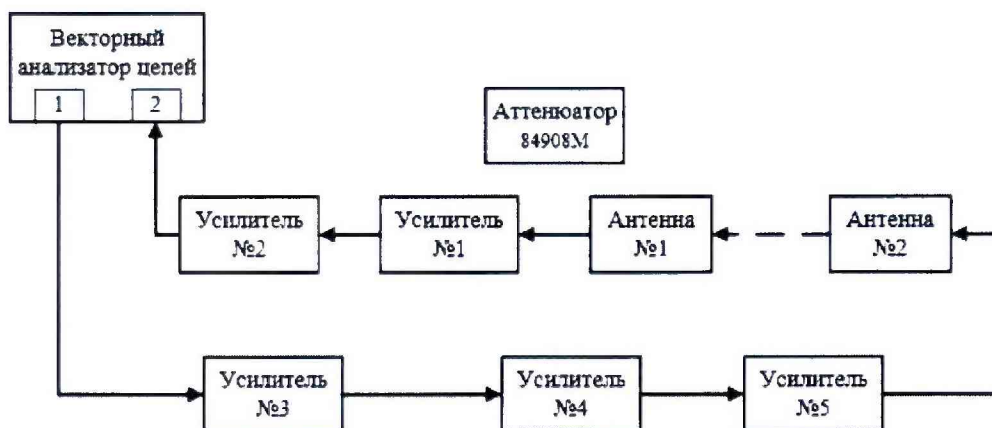 Векторный
анализатор цепей
1
2
Аттенюатор
84908M
Усилитель
№2
Усилитель
№1
Антенна
№1
Антенна
№2
Усилитель
№3
Усилитель
№4
Усилитель
№5